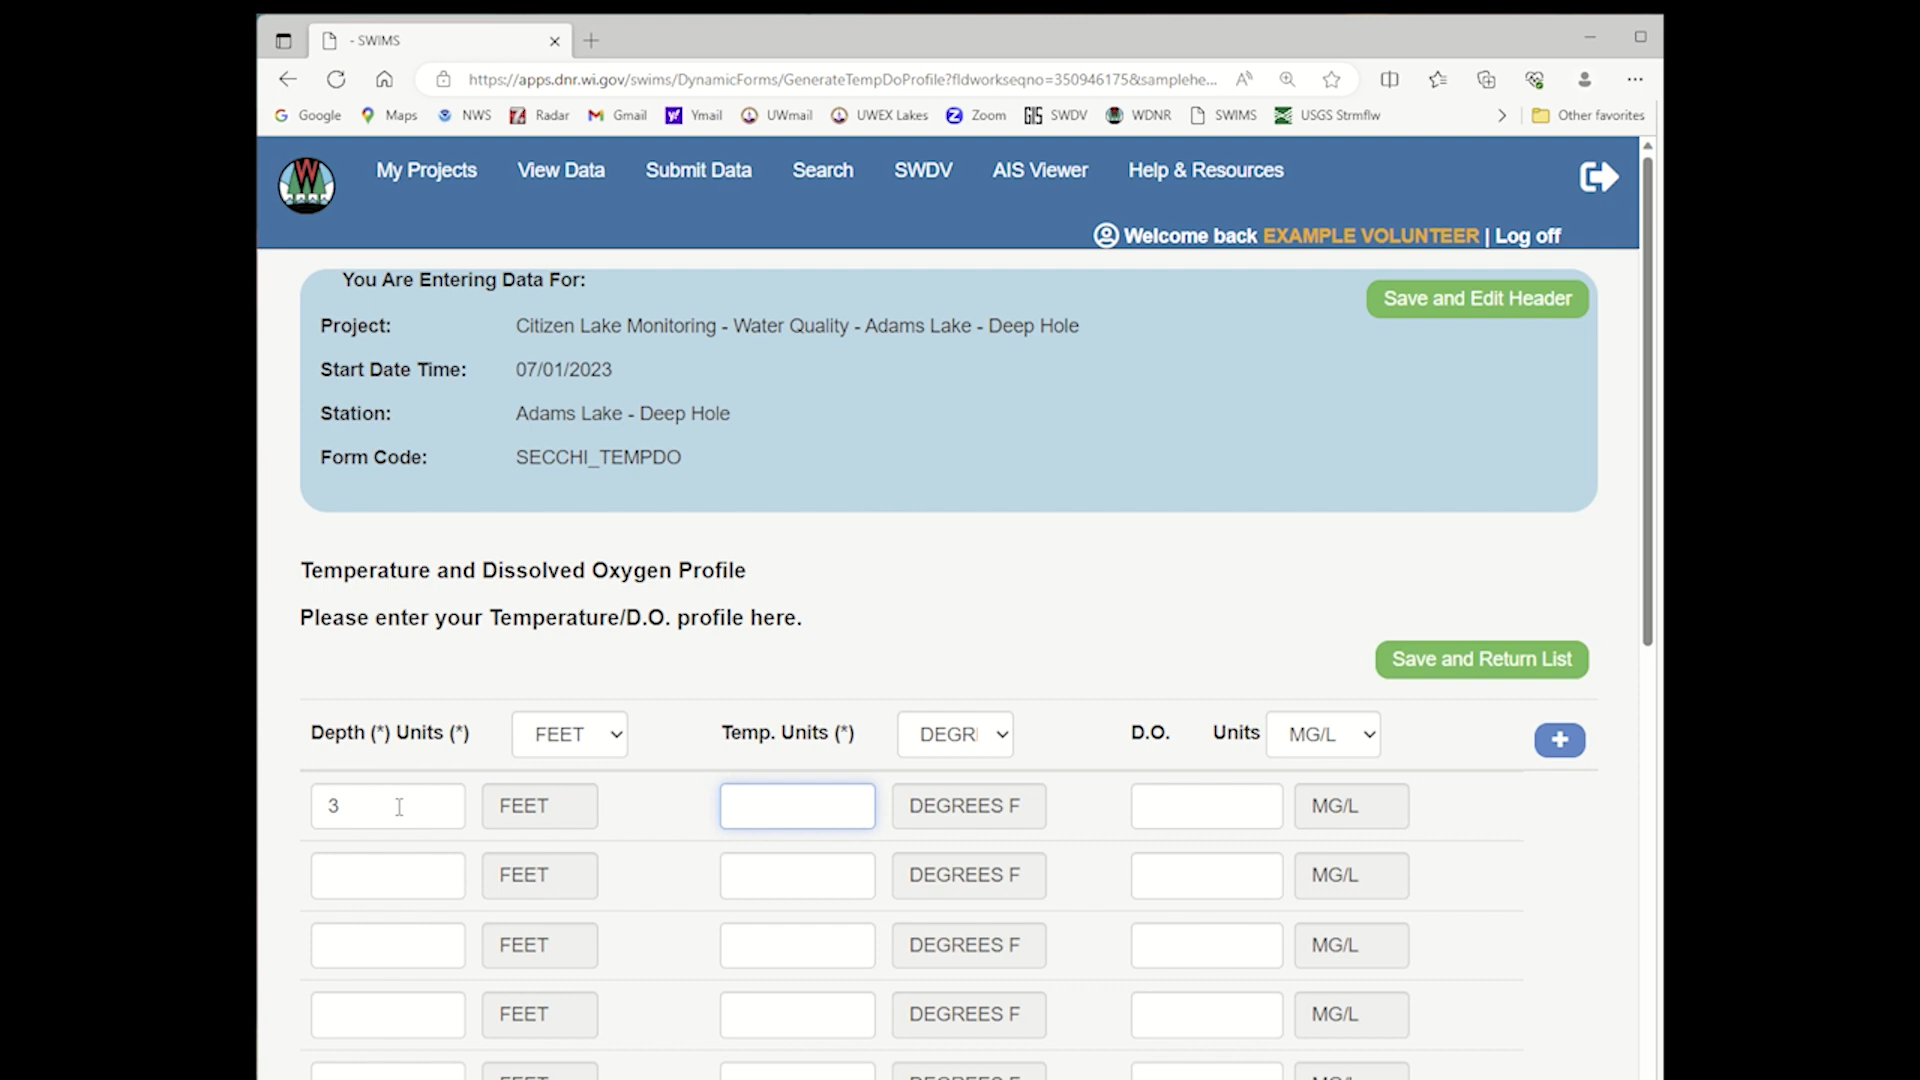 - SWIMS
https://apps.dnr.wi.gov/swims/DynamicForms/GenerateTempDoProfile?fldworkseqno=350946175&samplehe...
Google Maps NWS Radar Gmail Ymail UWmail UWEX Lakes Zoom SWDV WDNR SWIMS USGS Strmflw Other favorites
My Projects View Data Submit Data Search SWDV AIS Viewer Help & Resources
Welcome back EXAMPLE VOLUNTEER | Log off
You Are Entering Data For:
Save and Edit Header
Project: Citizen Lake Monitoring - Water Quality - Adams Lake - Deep Hole
Start Date Time: 07/01/2023
Station: Adams Lake - Deep Hole
Form Code: SECCHI_TEMPDO
Temperature and Dissolved Oxygen Profile
Please enter your Temperature/D.O. profile here.
Save and Return List
Depth (*) Units (*) FEET Temp. Units (*) DEGRI D.O. Units MG/L +
3 FEET DEGREES F MG/L
FEET DEGREES F MG/L
FEET DEGREES F MG/L
FEET DEGREES F MG/L